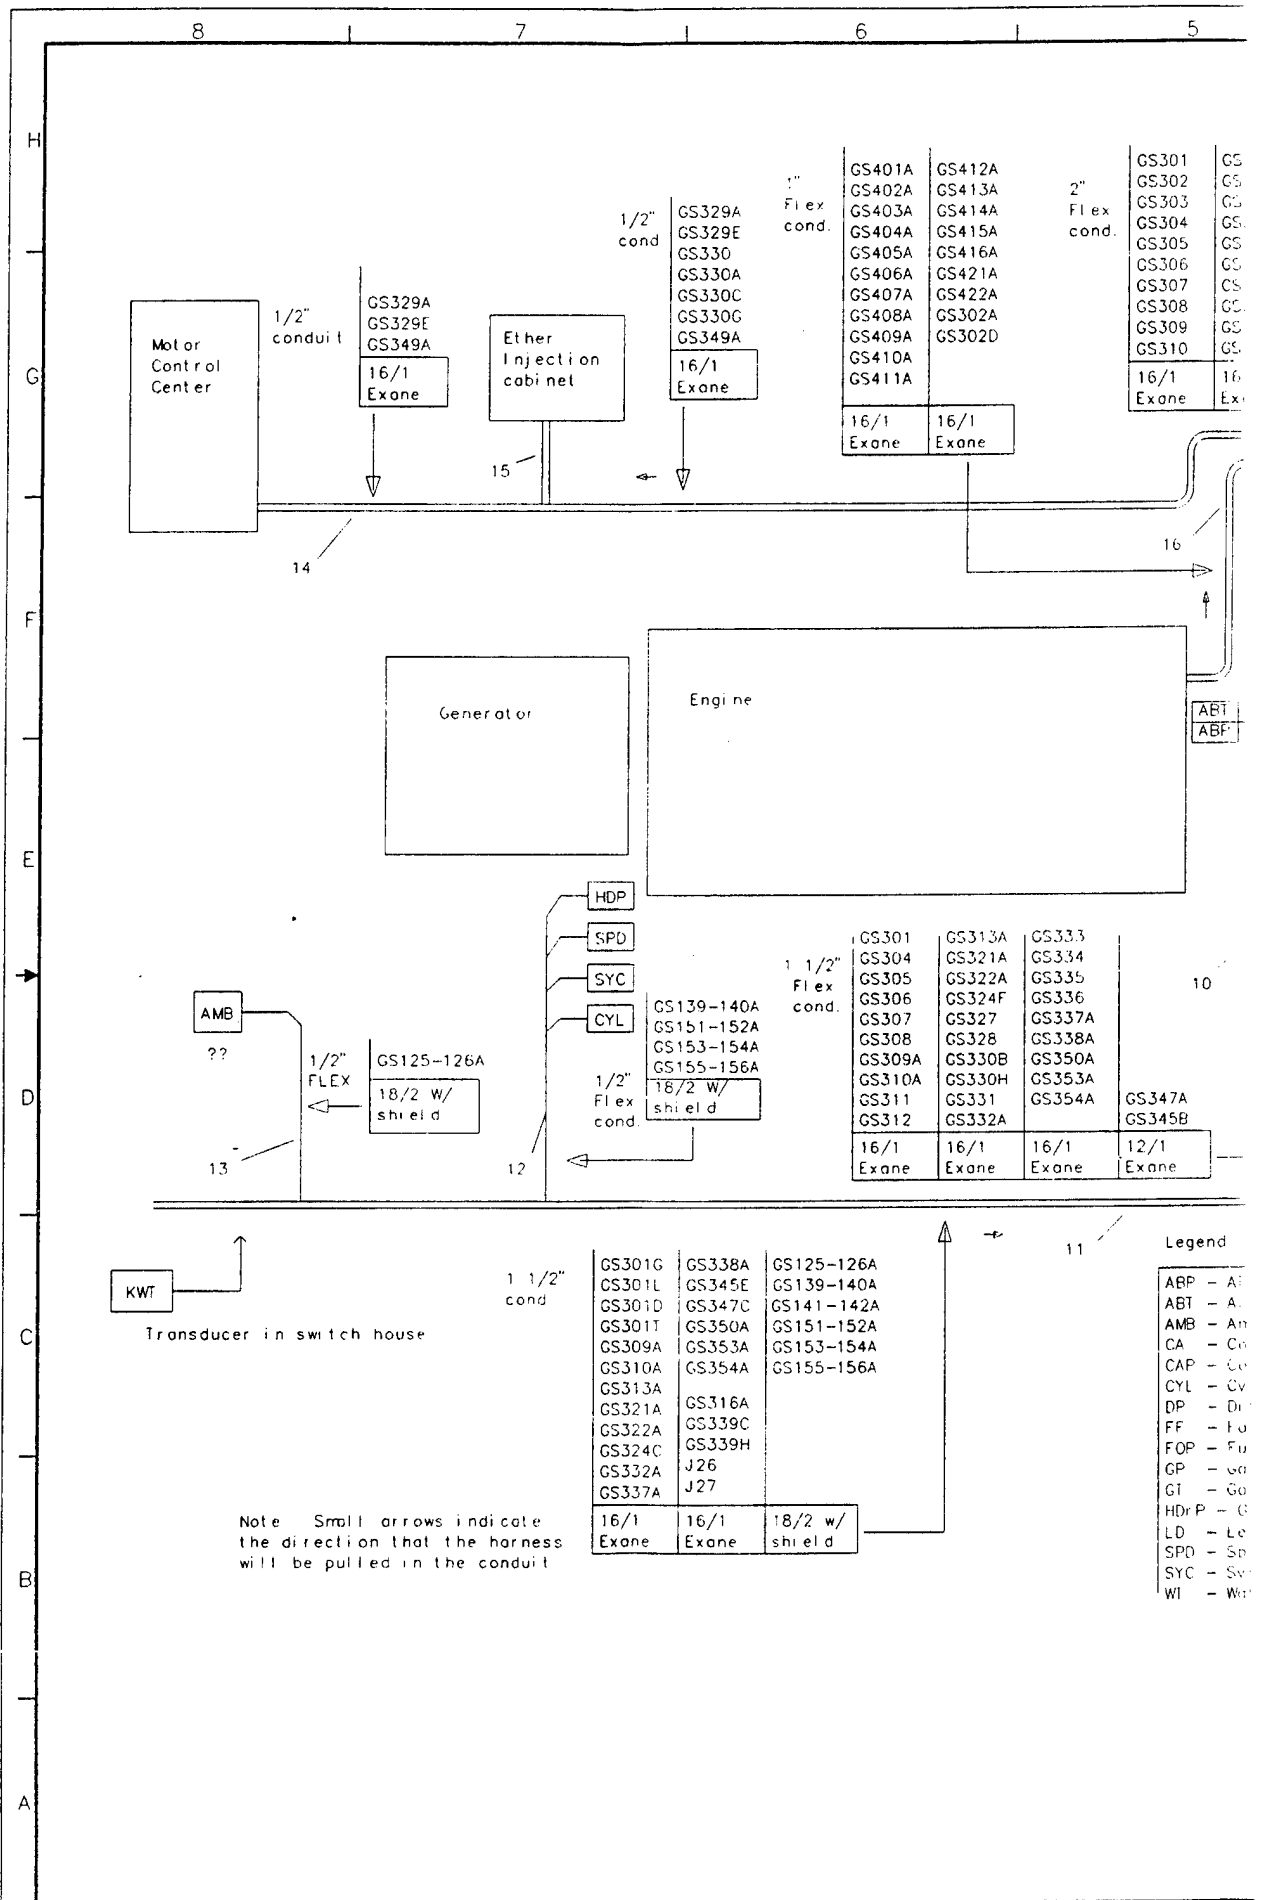 8 7 6 5
H
G
F
E
D
C
B
A
Motor
Control
Center
1/2"
conduit
GS329A
GS329E
GS349A
16/1
Exane
Ether
Injection
cabinet
15
14
1/2"
cond
GS329A
GS329E
GS330
GS330A
GS330C
GS330G
GS349A
16/1
Exane
1"
Flex
cond.
GS401A GS412A
GS402A GS413A
GS403A GS414A
GS404A GS415A
GS405A GS416A
GS406A GS421A
GS407A GS422A
GS408A GS302A
GS409A GS302D
GS410A
GS411A
16/1 16/1
Exane Exane
2"
Flex
cond.
GS301
GS302
GS303
GS304
GS305
GS306
GS307
GS308
GS309
GS310
16/1
Exane
16
Generator
Engine
ABT
ABP
HDP
SPD
SYC
CYL
AMB
??
1/2"
FLEX
GS125-126A
18/2 W/
shield
13
12
1/2"
Flex
cond.
GS139-140A
GS151-152A
GS153-154A
GS155-156A
18/2 W/
shield
1 1/2"
Flex
cond.
GS301 GS313A GS333
GS304 GS321A GS334
GS305 GS322A GS335
GS306 GS324F GS336
GS307 GS327 GS337A
GS308 GS328 GS338A
GS309A GS330B GS350A
GS310A GS330H GS353A
GS311 GS331 GS354A GS347A
GS312 GS332A GS345B
16/1 16/1 16/1 12/1
Exane Exane Exane Exane
10
11
KWT
Transducer in switch house
1 1/2"
cond
GS301G GS338A GS125-126A
GS301L GS345E GS139-140A
GS301D GS347C GS141-142A
GS301T GS350A GS151-152A
GS309A GS353A GS153-154A
GS310A GS354A GS155-156A
GS313A
GS321A GS316A
GS322A GS339C
GS324C GS339H
GS332A J26
GS337A J27
16/1 16/1 18/2 w/
Exane Exane shield
Note Small arrows indicate
the direction that the harness
will be pulled in the conduit
Legend
ABP -
ABT -
AMB -
CA -
CAP -
CYL -
DP -
FF -
FOP -
GP -
GT -
HDrP -
LD -
SPD -
SYC -
WT -